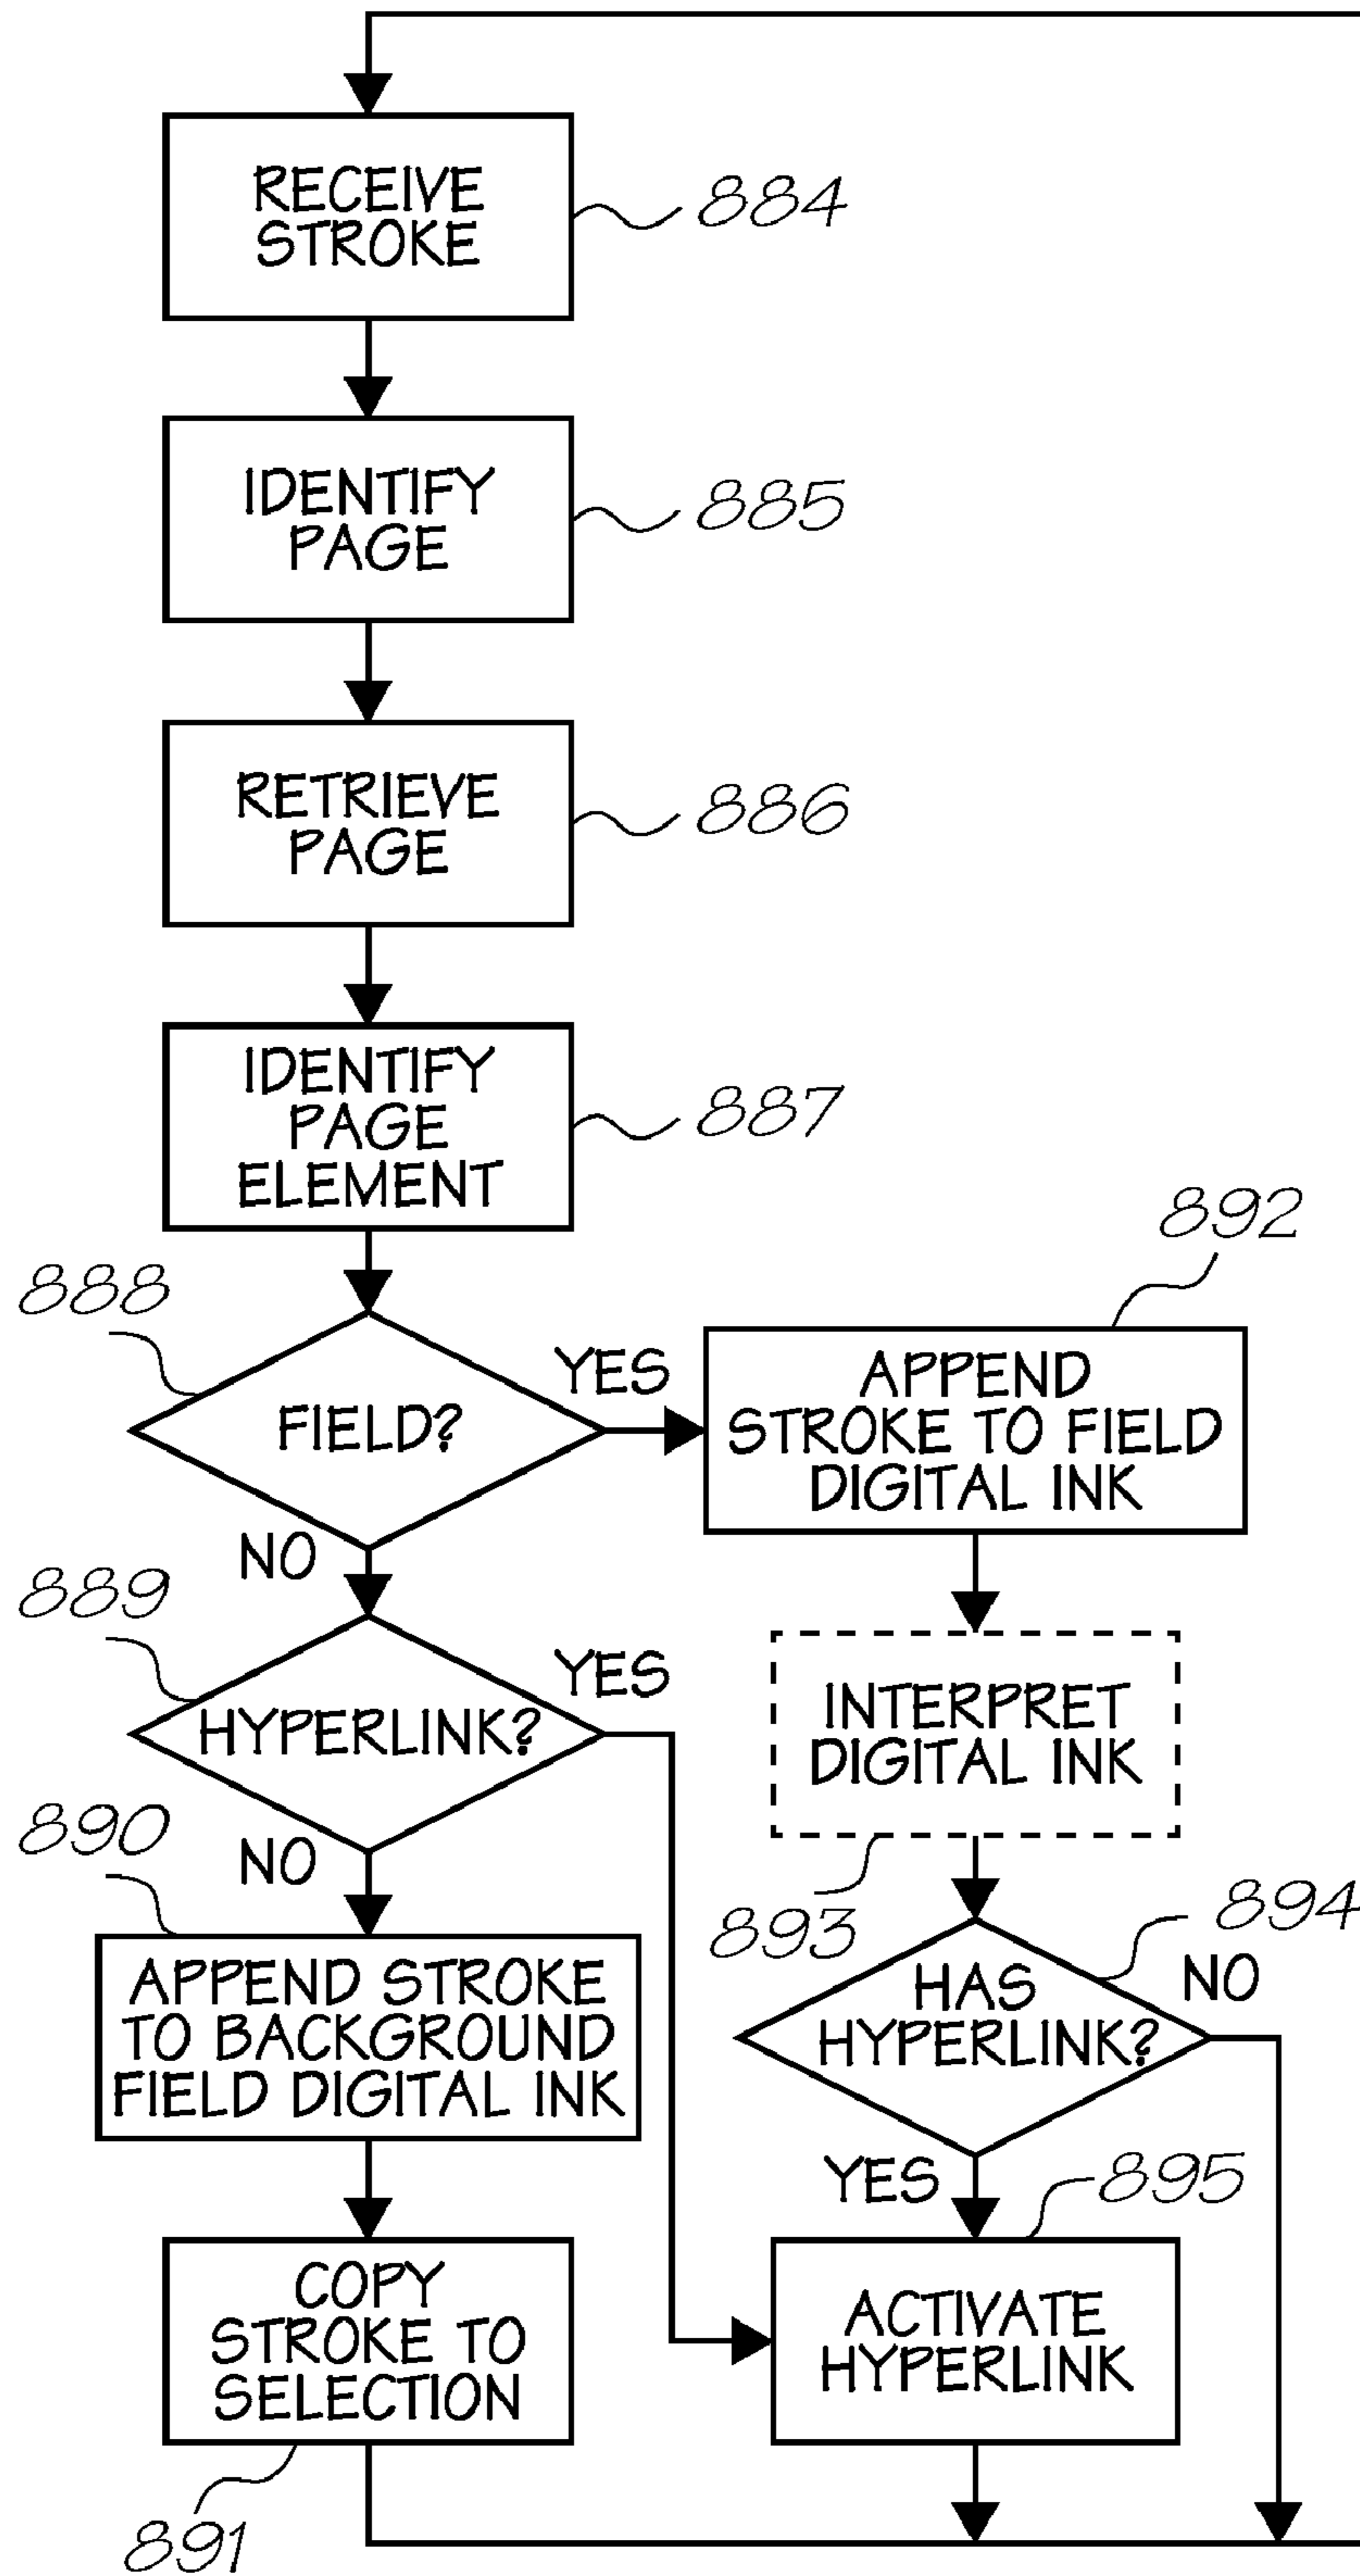 RECEIVE
STROKE
884
IDENTIFY
PAGE
885
RETRIEVE
PAGE
886
IDENTIFY
PAGE
ELEMENT
887
888
FIELD?
YES
NO
892
APPEND
STROKE TO FIELD
DIGITAL INK
889
HYPERLINK?
YES
NO
INTERPRET
DIGITAL INK
893
890
APPEND STROKE
TO BACKGROUND
FIELD DIGITAL INK
894
HAS
HYPERLINK?
NO
YES
895
COPY
STROKE TO
SELECTION
891
ACTIVATE
HYPERLINK